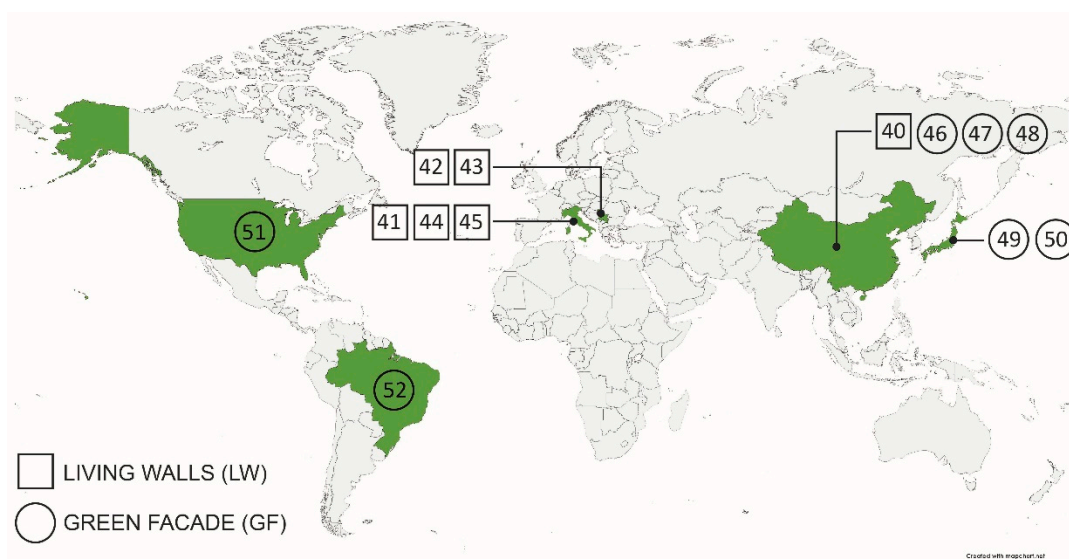 40 46 47 48
42 43
41 44 45
51
49 50
52
LIVING WALLS (LW)
GREEN FACADE (GF)
Created with mapchart.net